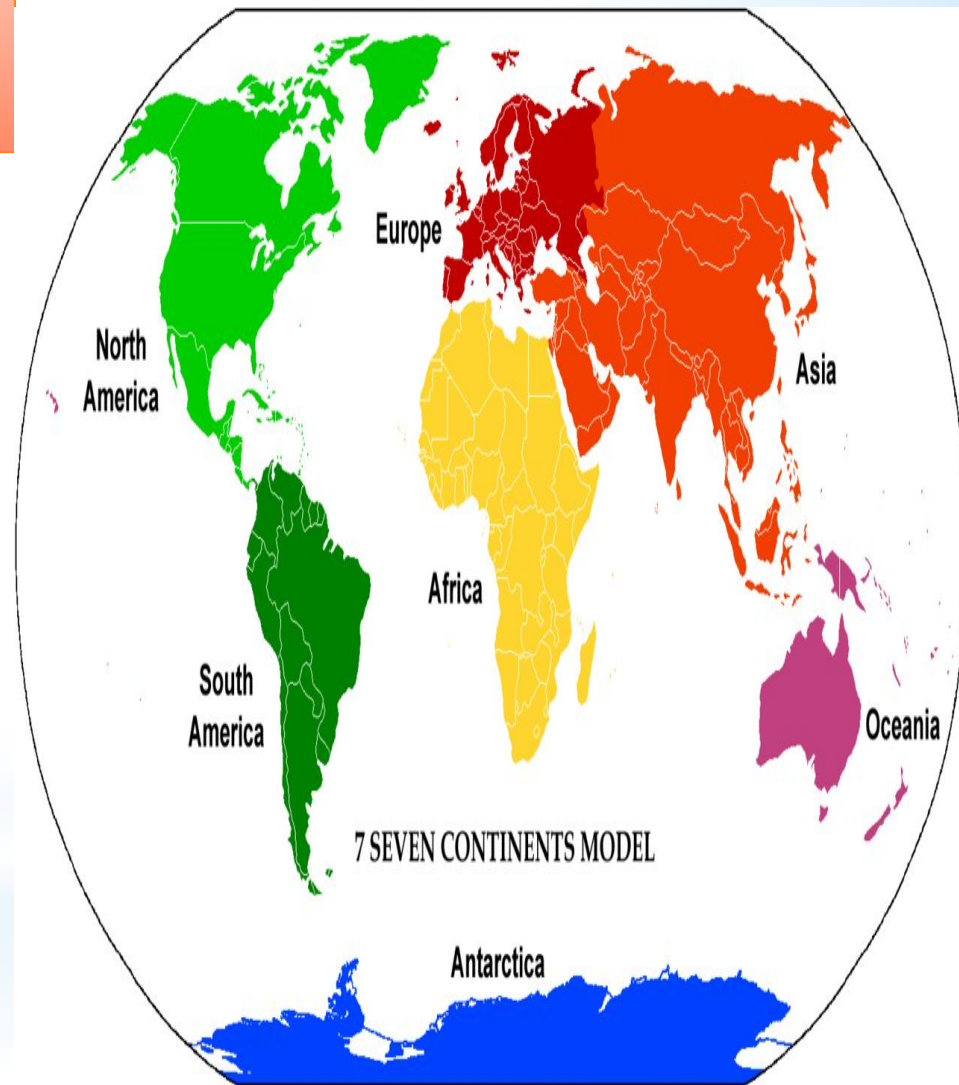 Europe
North
America
Asia
Africa
South
America
Oceania
7 SEVEN CONTINENTS MODEL
Antarctica